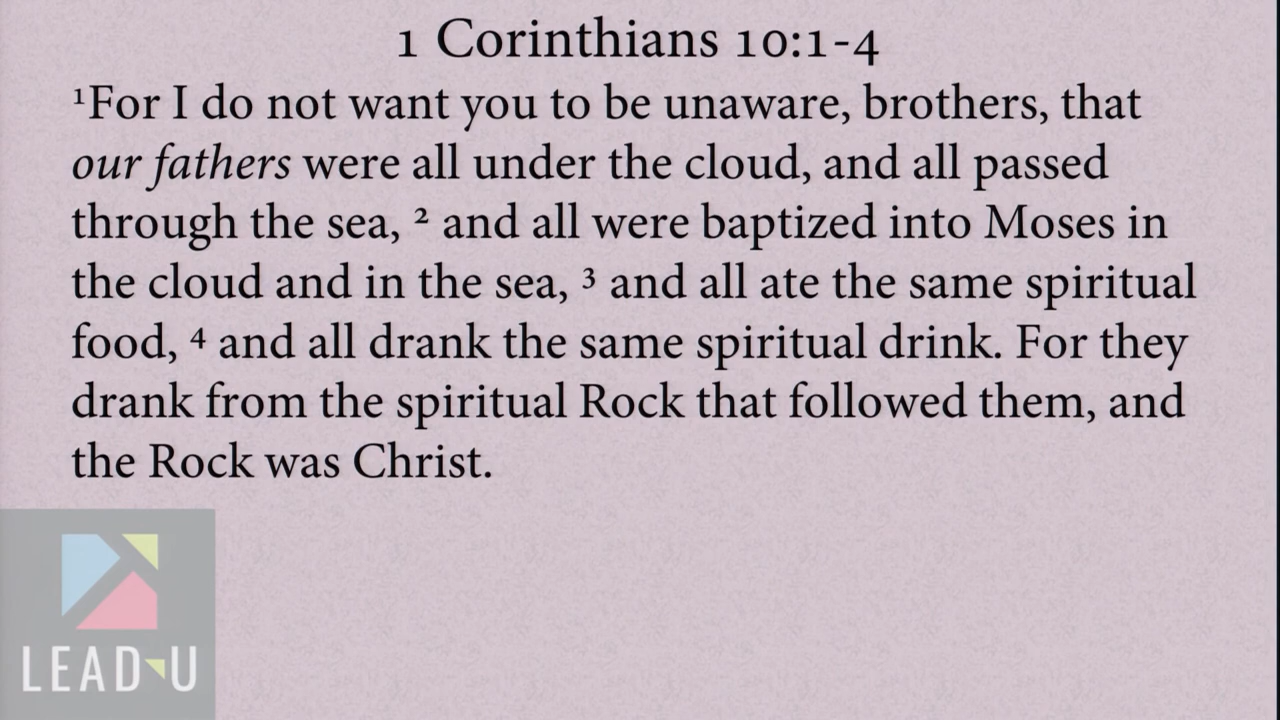 1 Corinthians 10:1-4
¹For I do not want you to be unaware, brothers, that
our fathers were all under the cloud, and all passed
through the sea, ² and all were baptized into Moses in
the cloud and in the sea, ³ and all ate the same spiritual
food, ⁴ and all drank the same spiritual drink. For they
drank from the spiritual Rock that followed them, and
the Rock was Christ.
LEAD U